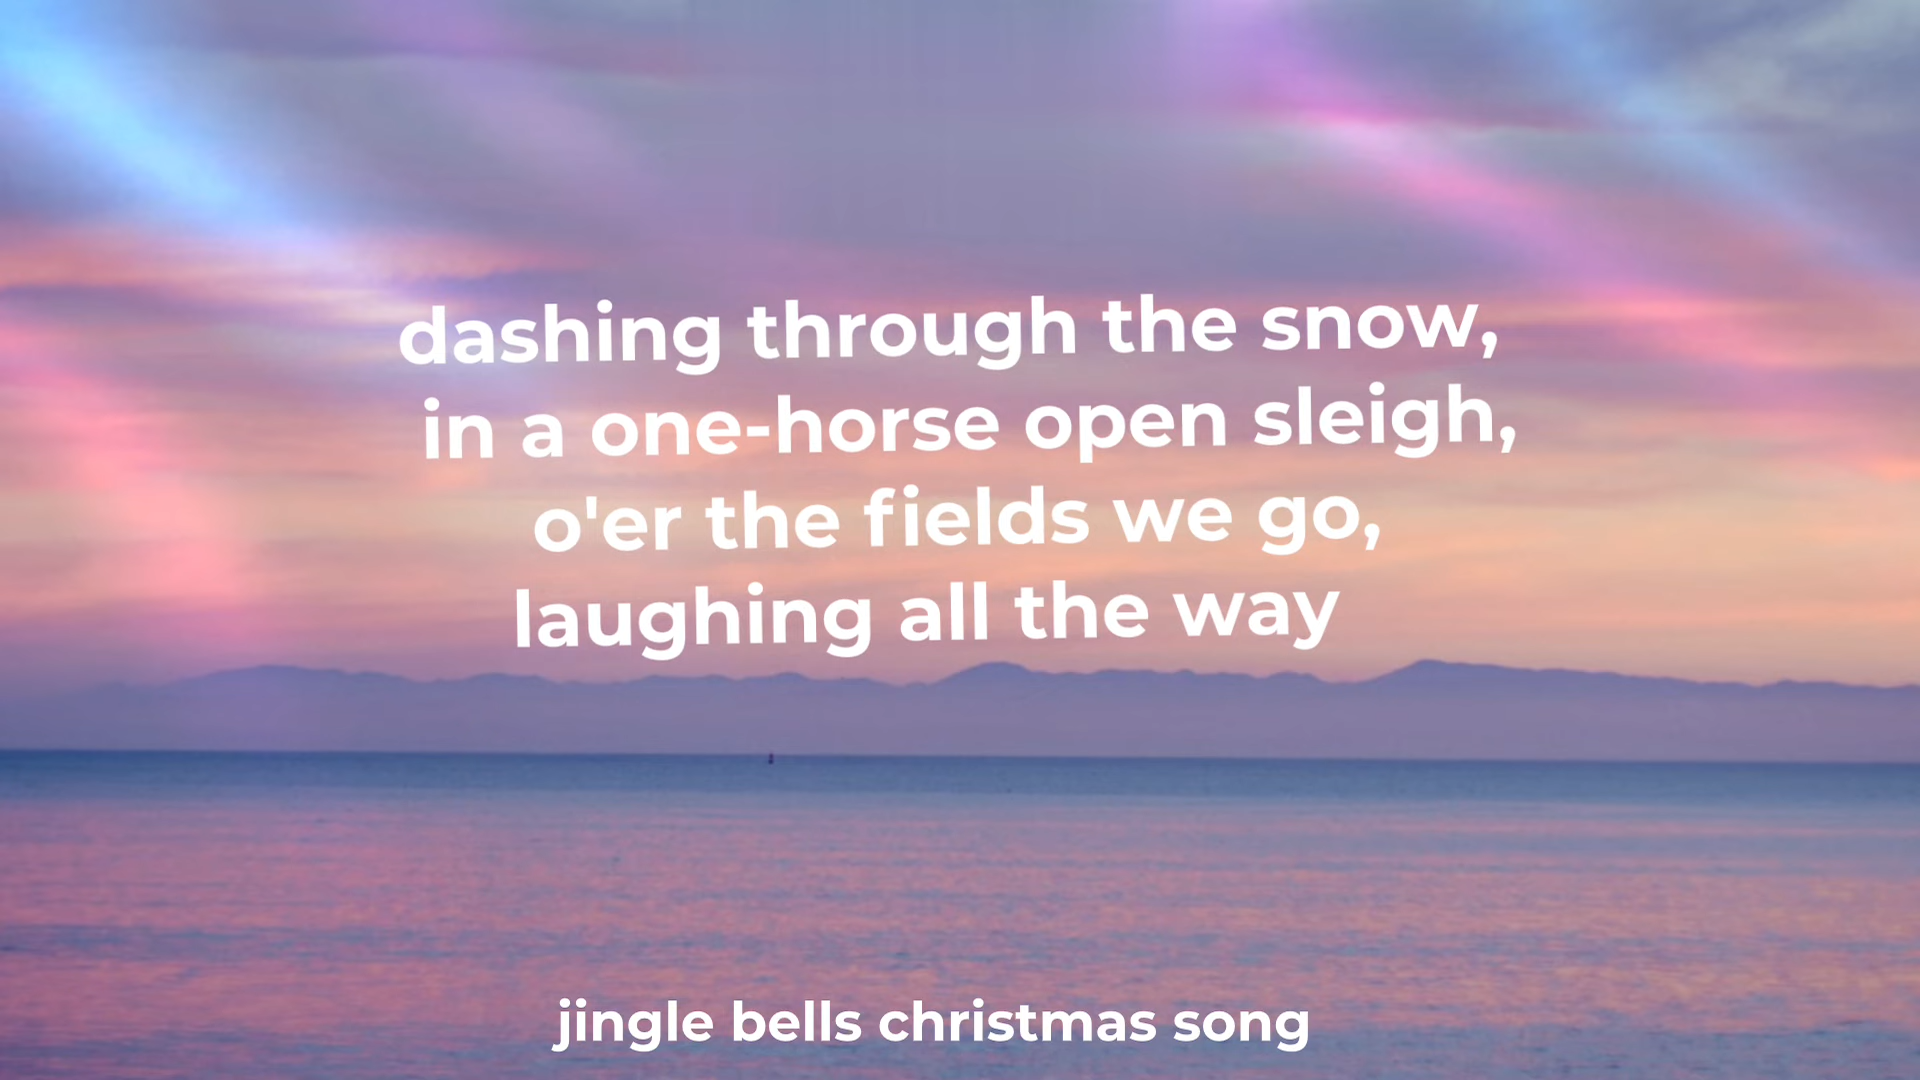 dashing through the snow,
in a one-horse open sleigh,
o'er the fields we go,
laughing all the way
jingle bells christmas song